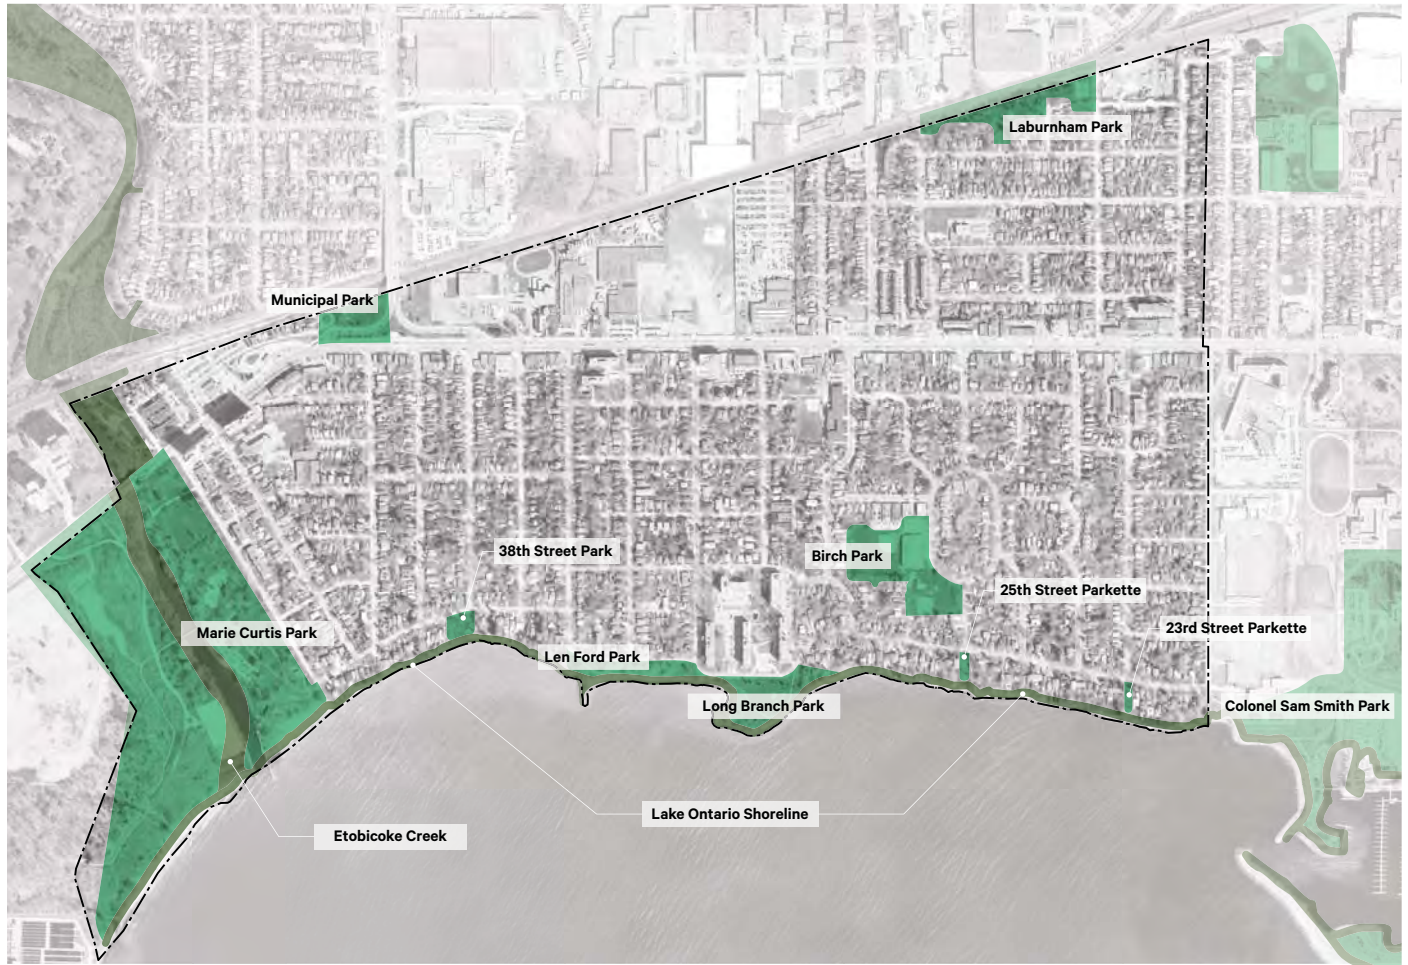 Laburnham Park
Municipal Park
38th Street Park
Birch Park
25th Street Parkette
Marie Curtis Park
23rd Street Parkette
Len Ford Park
Long Branch Park
Colonel Sam Smith Park
Lake Ontario Shoreline
Etobicoke Creek